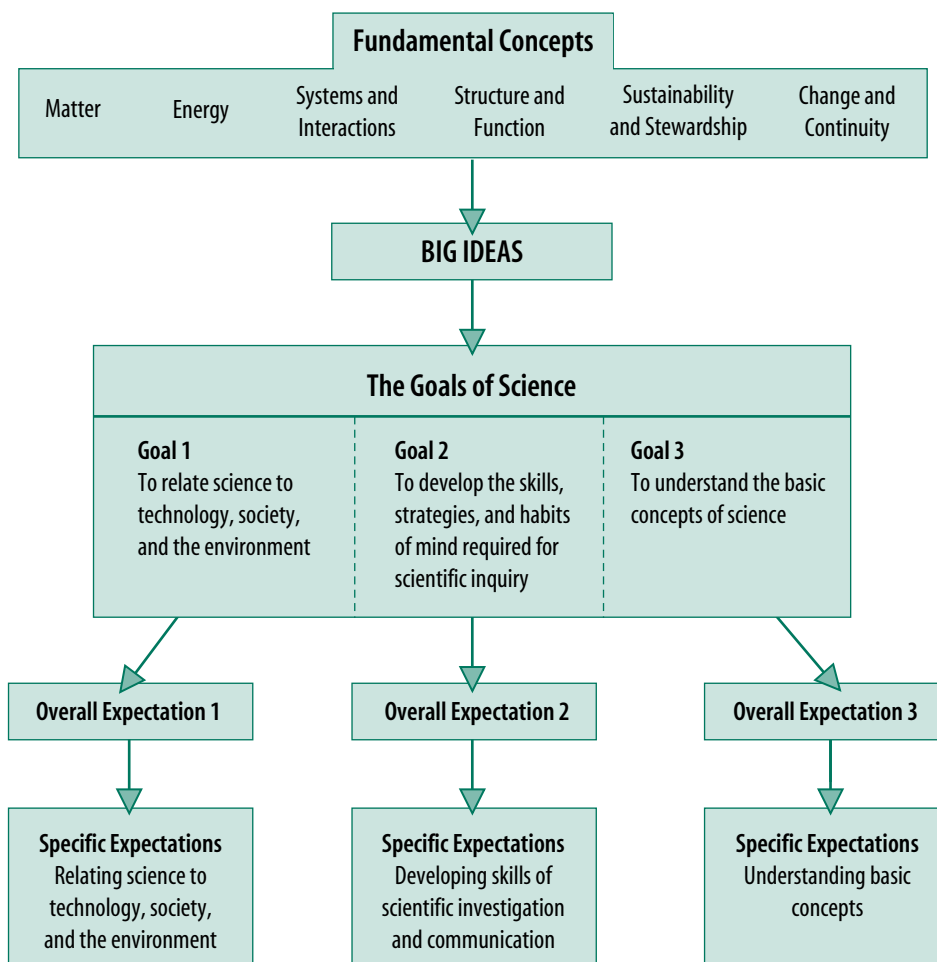 Fundamental Concepts
Matter
Energy
Systems and
Interactions
Structure and
Function
Sustainability
and Stewardship
Change and
Continuity
BIG IDEAS
The Goals of Science
Goal 1
To relate science to
technology, society,
and the environment
Goal 2
To develop the skills,
strategies, and habits
of mind required for
scientific inquiry
Goal 3
To understand the basic
concepts of science
Overall Expectation 1
Overall Expectation 2
Overall Expectation 3
Specific Expectations
Relating science to
technology, society,
and the environment
Specific Expectations
Developing skills of
scientific investigation
and communication
Specific Expectations
Understanding basic
concepts